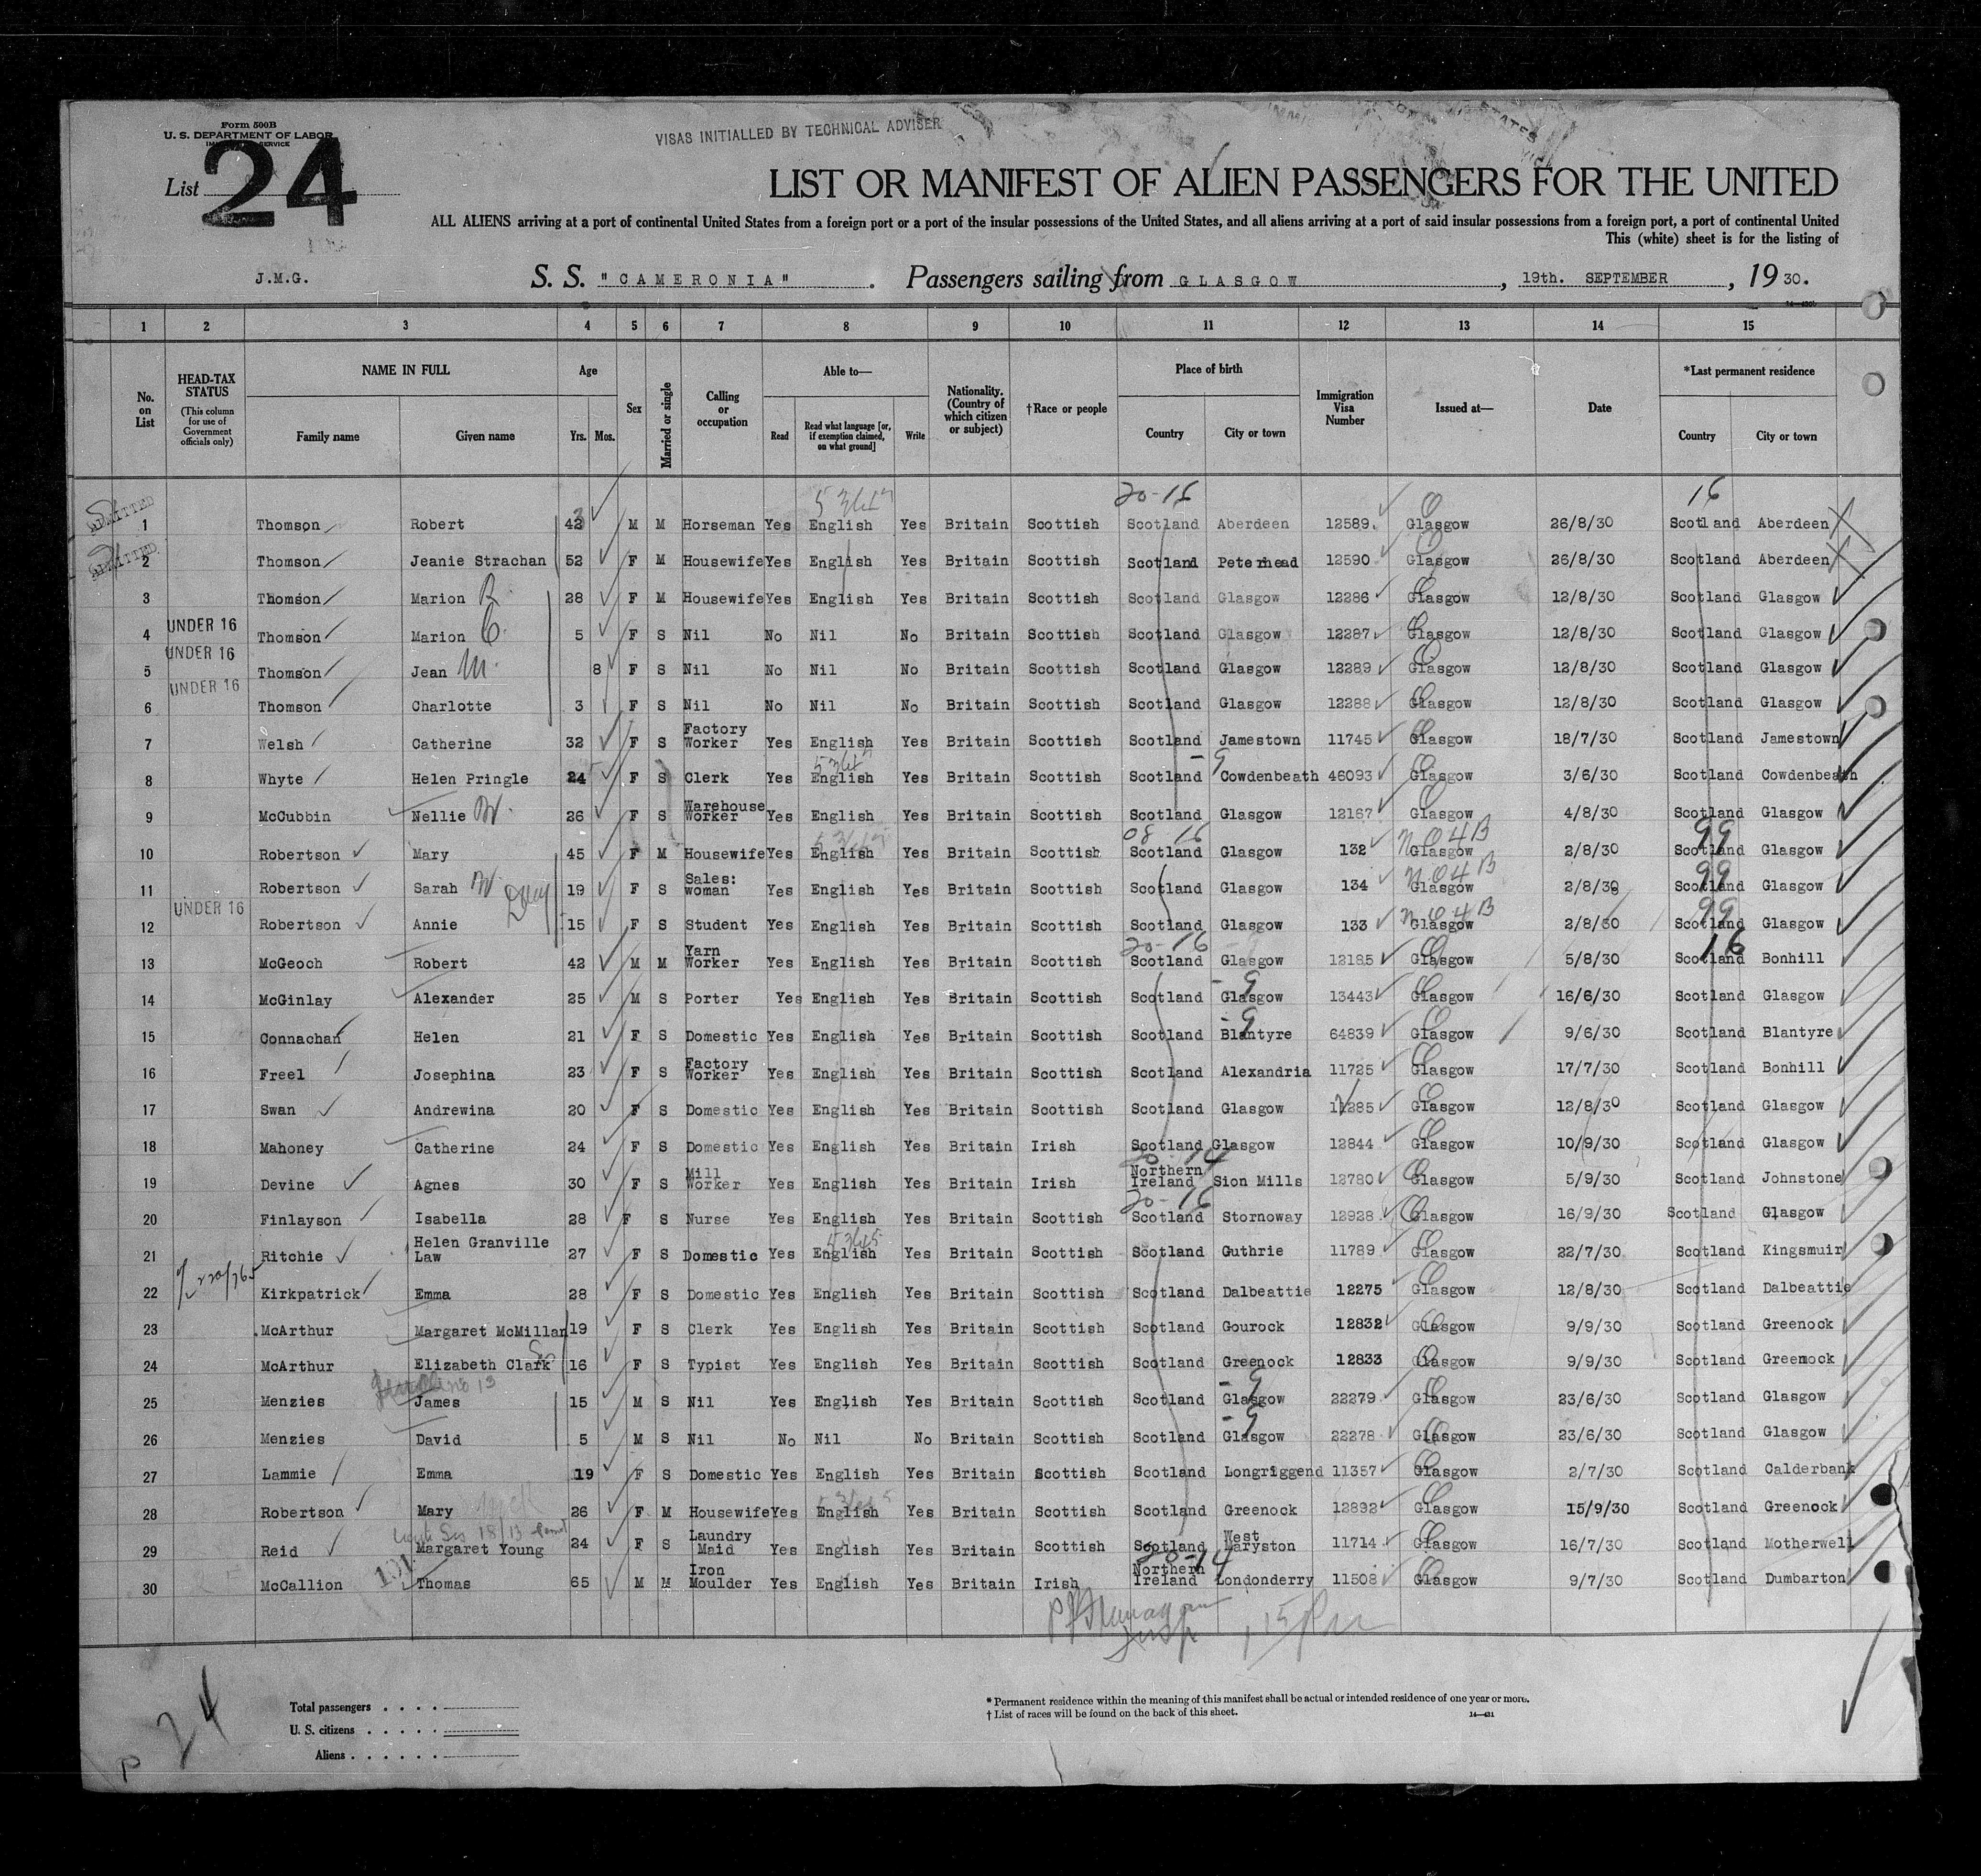 Form 500B
U. S. DEPARTMENT OF LABOR
VISAS INITIALLED BY TECHNICAL ADVISER
List 24
LIST OR MANIFEST OF ALIEN PASSENGERS FOR THE UNITED
ALL ALIENS arriving at a port of continental United States from a foreign port or a port of the insular possessions of the United States, and all aliens arriving at a port of said insular possessions from a foreign port, a port of continental United
This (white) sheet is for the listing of
J.M.G. S. S. "CAMERONIA". Passengers sailing from GLASGOW, 19th. SEPTEMBER, 1930.
1 2 3 4 5 6 7 8 9 10 11 12 13 14 15
No. on List
HEAD-TAX STATUS (This column for use of Government officials only)
NAME IN FULL
Family name Given name
Age
Yrs. Mos.
Sex
Married or single
Calling or occupation
Able to—
Read Read what language [or, if exemption claimed, on what ground] Write
Nationality. (Country of which citizen or subject)
†Race or people
Place of birth
Country City or town
Immigration Visa Number
Issued at—
Date
*Last permanent residence
Country City or town
20-16 16
ADMITTED 1 Thomson Robert 42 M M Horseman Yes English Yes Britain Scottish Scotland Aberdeen 12589 Glasgow 26/8/30 Scotland Aberdeen
ADMITTED 2 Thomson Jeanie Strachan 52 F M Housewife Yes English Yes Britain Scottish Scotland Peterhead 12590 Glasgow 26/8/30 Scotland Aberdeen
3 Thomson Marion R. 28 F M Housewife Yes English Yes Britain Scottish Scotland Glasgow 12286 Glasgow 12/8/30 Scotland Glasgow
4 UNDER 16 Thomson Marion C. 5 F S Nil No Nil No Britain Scottish Scotland Glasgow 12287 Glasgow 12/8/30 Scotland Glasgow
5 UNDER 16 Thomson Jean M. 8 F S Nil No Nil No Britain Scottish Scotland Glasgow 12289 Glasgow 12/8/30 Scotland Glasgow
6 UNDER 16 Thomson Charlotte 3 F S Nil No Nil No Britain Scottish Scotland Glasgow 12288 Glasgow 12/8/30 Scotland Glasgow
7 Welsh Catherine 32 F S Factory Worker Yes English Yes Britain Scottish Scotland Jamestown 11745 Glasgow 18/7/30 Scotland Jamestown
8 Whyte Helen Pringle 24 F S Clerk Yes English Yes Britain Scottish Scotland Cowdenbeath 46093 Glasgow 3/6/30 Scotland Cowdenbeath
9 McCubbin Nellie W. 26 F S Warehouse Worker Yes English Yes Britain Scottish Scotland Glasgow 12167 Glasgow 4/8/30 Scotland Glasgow
10 Robertson Mary 45 F M Housewife Yes English Yes Britain Scottish Scotland Glasgow 132 N.O4B Glasgow 2/8/30 99 Scotland Glasgow
11 Robertson Sarah W. 19 F S Sales: woman Yes English Yes Britain Scottish Scotland Glasgow 134 N.O4B Glasgow 2/8/30 99 Scotland Glasgow
12 UNDER 16 Robertson Annie 15 F S Student Yes English Yes Britain Scottish Scotland Glasgow 133 N.O4B Glasgow 2/8/30 99 Scotland Glasgow
20-16 16
13 McGeoch Robert 42 M M Yarn Worker Yes English Yes Britain Scottish Scotland Glasgow 12185 Glasgow 5/8/30 Scotland Bonhill
14 McGinlay Alexander 25 M S Porter Yes English Yes Britain Scottish Scotland Glasgow 13443 Glasgow 16/6/30 Scotland Glasgow
15 Connachan Helen 21 F S Domestic Yes English Yes Britain Scottish Scotland Blantyre 64839 Glasgow 9/6/30 Scotland Blantyre
16 Freel Josephina 23 F S Factory Worker Yes English Yes Britain Scottish Scotland Alexandria 11725 Glasgow 17/7/30 Scotland Bonhill
17 Swan Andrewina 20 F S Domestic Yes English Yes Britain Scottish Scotland Glasgow 12285 Glasgow 12/8/30 Scotland Glasgow
18 Mahoney Catherine 24 F S Domestic Yes English Yes Britain Irish Scotland Glasgow 12844 Glasgow 10/9/30 Scotland Glasgow
19 Devine Agnes 30 F S Mill Worker Yes English Yes Britain Irish Northern Ireland Sion Mills 12780 Glasgow 5/9/30 Scotland Johnstone
20-16
20 Finlayson Isabella 28 F S Nurse Yes English Yes Britain Scottish Scotland Stornoway 12928 Glasgow 16/9/30 Scotland Glasgow
21 Ritchie Helen Granville Law 27 F S Domestic Yes English Yes Britain Scottish Scotland Guthrie 11789 Glasgow 22/7/30 Scotland Kingsmuir
22 Kirkpatrick Emma 28 F S Domestic Yes English Yes Britain Scottish Scotland Dalbeattie 12275 Glasgow 12/8/30 Scotland Dalbeattie
23 McArthur Margaret McMillan 19 F S Clerk Yes English Yes Britain Scottish Scotland Gourock 12832 Glasgow 9/9/30 Scotland Greenock
24 McArthur Elizabeth Clark 16 F S Typist Yes English Yes Britain Scottish Scotland Greenock 12833 Glasgow 9/9/30 Scotland Greenock
25 Menzies James 15 M S Nil Yes English Yes Britain Scottish Scotland Glasgow 22279 Glasgow 23/6/30 Scotland Glasgow
26 Menzies David 5 M S Nil No Nil No Britain Scottish Scotland Glasgow 22278 Glasgow 23/6/30 Scotland Glasgow
27 Lammie Emma 19 F S Domestic Yes English Yes Britain Scottish Scotland Longriggend 11357 Glasgow 2/7/30 Scotland Calderbank
28 Robertson Mary 26 F M Housewife Yes English Yes Britain Scottish Scotland Greenock 12892 Glasgow 15/9/30 Scotland Greenock
29 Reid Margaret Young 24 F S Laundry Maid Yes English Yes Britain Scottish Scotland West Maryston 11714 Glasgow 16/7/30 Scotland Motherwell
20-14
30 McCallion Thomas 65 M M Iron Moulder Yes English Yes Britain Irish Northern Ireland Londonderry 11508 Glasgow 9/7/30 Scotland Dumbarton
24
P
Total passengers . . . .
U. S. citizens . . . . .
Aliens . . . . . .
* Permanent residence within the meaning of this manifest shall be actual or intended residence of one year or more.
† List of races will be found on the back of this sheet.
14—431